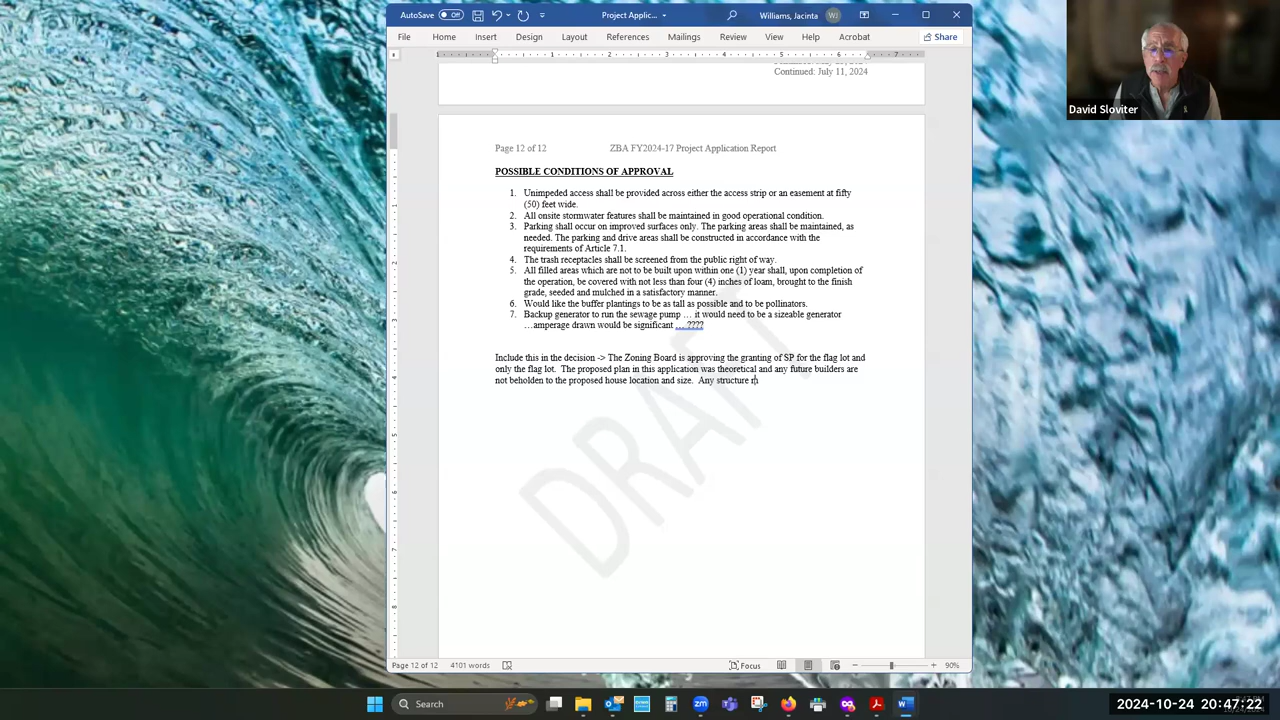 AutoSave Off Project Applic... Williams, Jacinta WJ
File Home Insert Design Layout References Mailings Review View Help Acrobat Share
1 1 2 3 4 5 6 7
Continued: July 11, 2024
Page 12 of 12 ZBA FY2024-17 Project Application Report
POSSIBLE CONDITIONS OF APPROVAL
1. Unimpeded access shall be provided across either the access strip or an easement at fifty
(50) feet wide.
2. All onsite stormwater features shall be maintained in good operational condition.
3. Parking shall occur on improved surfaces only. The parking areas shall be maintained, as
needed. The parking and drive areas shall be constructed in accordance with the
requirements of Article 7.1.
4. The trash receptacles shall be screened from the public right of way.
5. All filled areas which are not to be built upon within one (1) year shall, upon completion of
the operation, be covered with not less than four (4) inches of loam, brought to the finish
grade, seeded and mulched in a satisfactory manner.
6. Would like the buffer plantings to be as tall as possible and to be pollinators.
7. Backup generator to run the sewage pump … it would need to be a sizeable generator
…amperage drawn would be significant … ????
Include this in the decision -> The Zoning Board is approving the granting of SP for the flag lot and
only the flag lot. The proposed plan in this application was theoretical and any future builders are
not beholden to the proposed house location and size. Any structure
DRAFT
Page 12 of 12 4101 words Focus 90%
David Sloviter
Search
2024-10-24 20:47:22